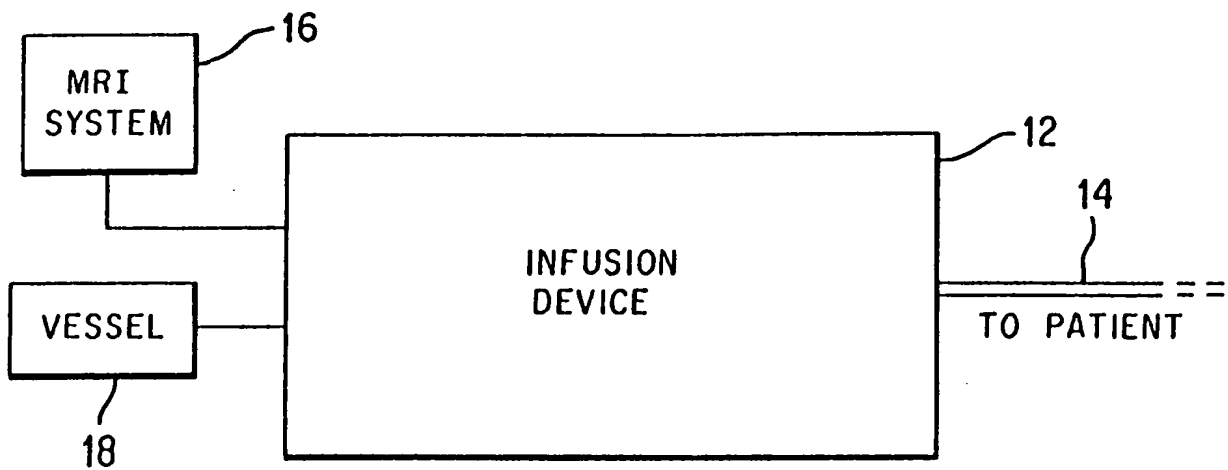 16
MRI
SYSTEM
12
14
INFUSION
DEVICE
VESSEL
TO PATIENT
18